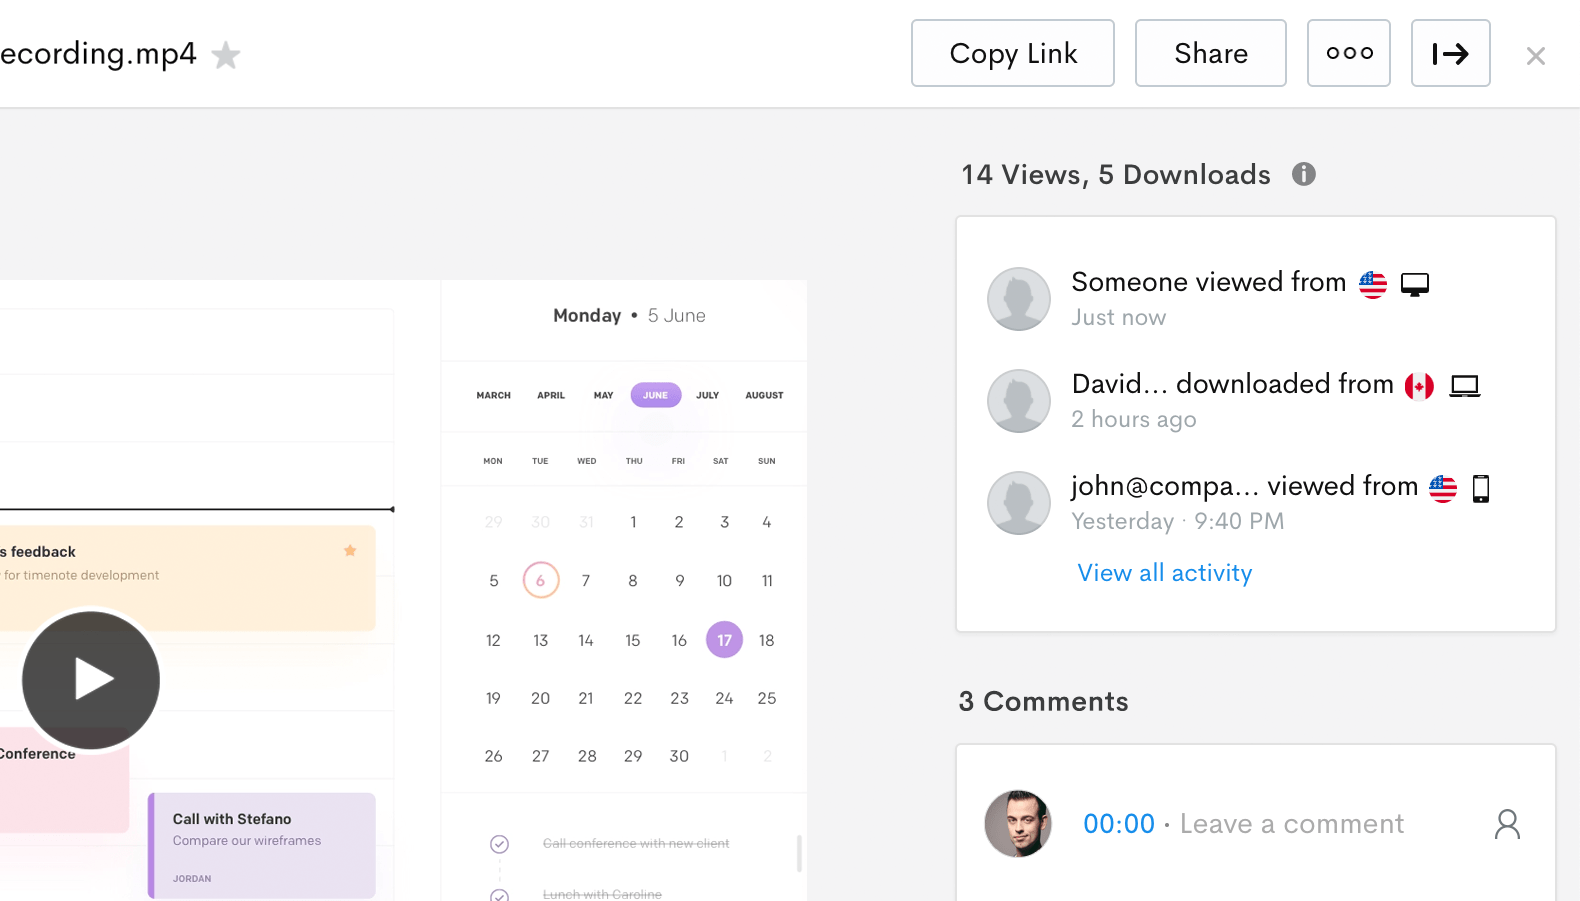 ecording.mp4
Copy Link
Share
14 Views, 5 Downloads
Someone viewed from
Just now
David... downloaded from
2 hours ago
john@compa... viewed from
Yesterday · 9:40 PM
View all activity
3 Comments
00:00 · Leave a comment
Monday • 5 June
MARCH APRIL MAY JUNE JULY AUGUST
MON TUE WED THU FRI SAT SUN
29 30 31 1 2 3 4
5 6 7 8 9 10 11
12 13 14 15 16 17 18
19 20 21 22 23 24 25
26 27 28 29 30 1 2
Call conference with new client
Lunch with Caroline
s feedback
for timenote development
Conference
Call with Stefano
Compare our wireframes
JORDAN